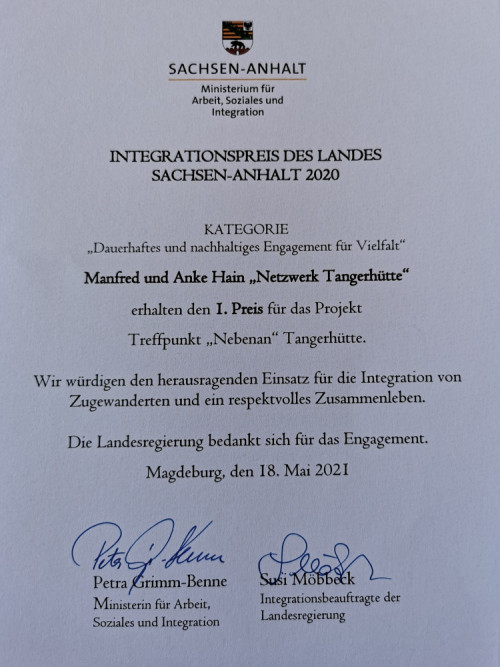 SACHSEN-ANHALT
Ministerium für
Arbeit, Soziales und
Integration
INTEGRATIONSPREIS DES LANDES
SACHSEN-ANHALT 2020
KATEGORIE
„Dauerhaftes und nachhaltiges Engagement für Vielfalt“
Manfred und Anke Hain „Netzwerk Tangerhütte“
erhalten den 1. Preis für das Projekt
Treffpunkt „Nebenan“ Tangerhütte.
Wir würdigen den herausragenden Einsatz für die Integration von
Zugewanderten und ein respektvolles Zusammenleben.
Die Landesregierung bedankt sich für das Engagement.
Magdeburg, den 18. Mai 2021
Petra Grimm-Benne
Ministerin für Arbeit,
Soziales und Integration
Susi Möbbeck
Integrationsbeauftragte der
Landesregierung